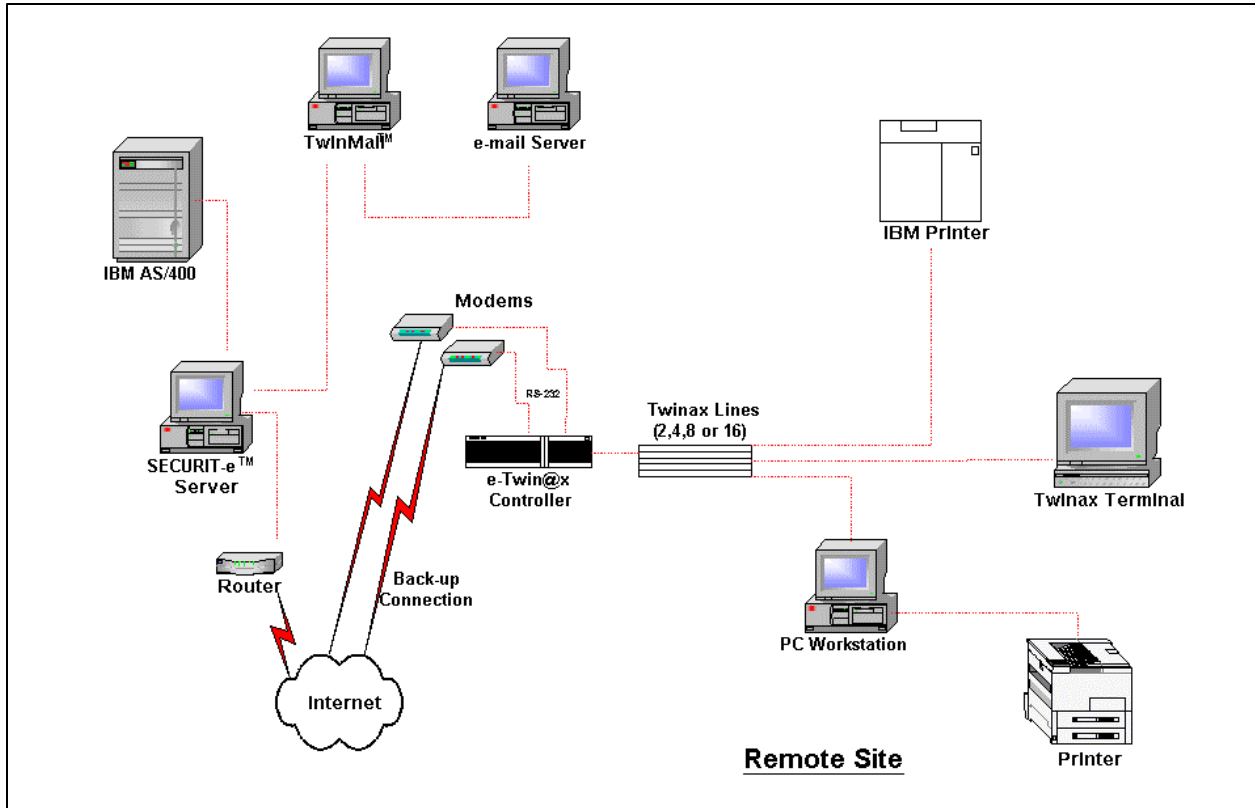 TwinMail™
e-mail Server
IBM Printer
IBM AS/400
Modems
RS-232
Twinax Lines
(2,4,8 or 16)
e-Twin@x
Controller
SECURIT-e™
Server
Twinax Terminal
Router
Back-up
Connection
PC Workstation
Internet
Remote Site
Printer